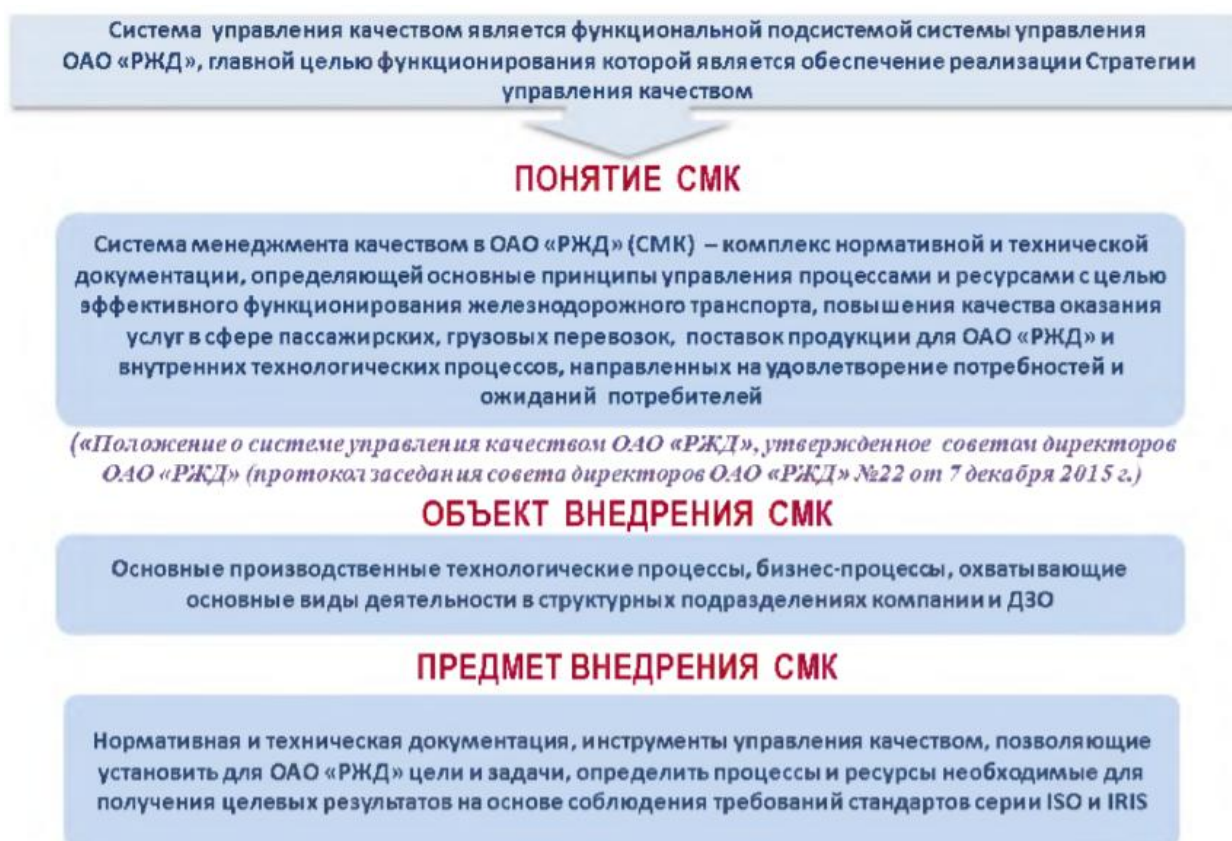 Система управления качеством является функциональной подсистемой системы управления
ОАО «РЖД», главной целью функционирования которой является обеспечение реализации Стратегии
управления качеством
ПОНЯТИЕ СМК
Система менеджмента качеством в ОАО «РЖД» (СМК) – комплекс нормативной и технической
документации, определяющей основные принципы управления процессами и ресурсами с целью
эффективного функционирования железнодорожного транспорта, повышения качества оказания
услуг в сфере пассажирских, грузовых перевозок, поставок продукции для ОАО «РЖД» и
внутренних технологических процессов, направленных на удовлетворение потребностей и
ожиданий потребителей
(«Положение о системе управления качеством ОАО «РЖД», утвержденное советом директоров
ОАО «РЖД» (протокол заседания совета директоров ОАО «РЖД» №22 от 7 декабря 2015 г.)
ОБЪЕКТ ВНЕДРЕНИЯ СМК
Основные производственные технологические процессы, бизнес-процессы, охватывающие
основные виды деятельности в структурных подразделениях компании и ДЗО
ПРЕДМЕТ ВНЕДРЕНИЯ СМК
Нормативная и техническая документация, инструменты управления качеством, позволяющие
установить для ОАО «РЖД» цели и задачи, определить процессы и ресурсы необходимые для
получения целевых результатов на основе соблюдения требований стандартов серии ISO и IRIS